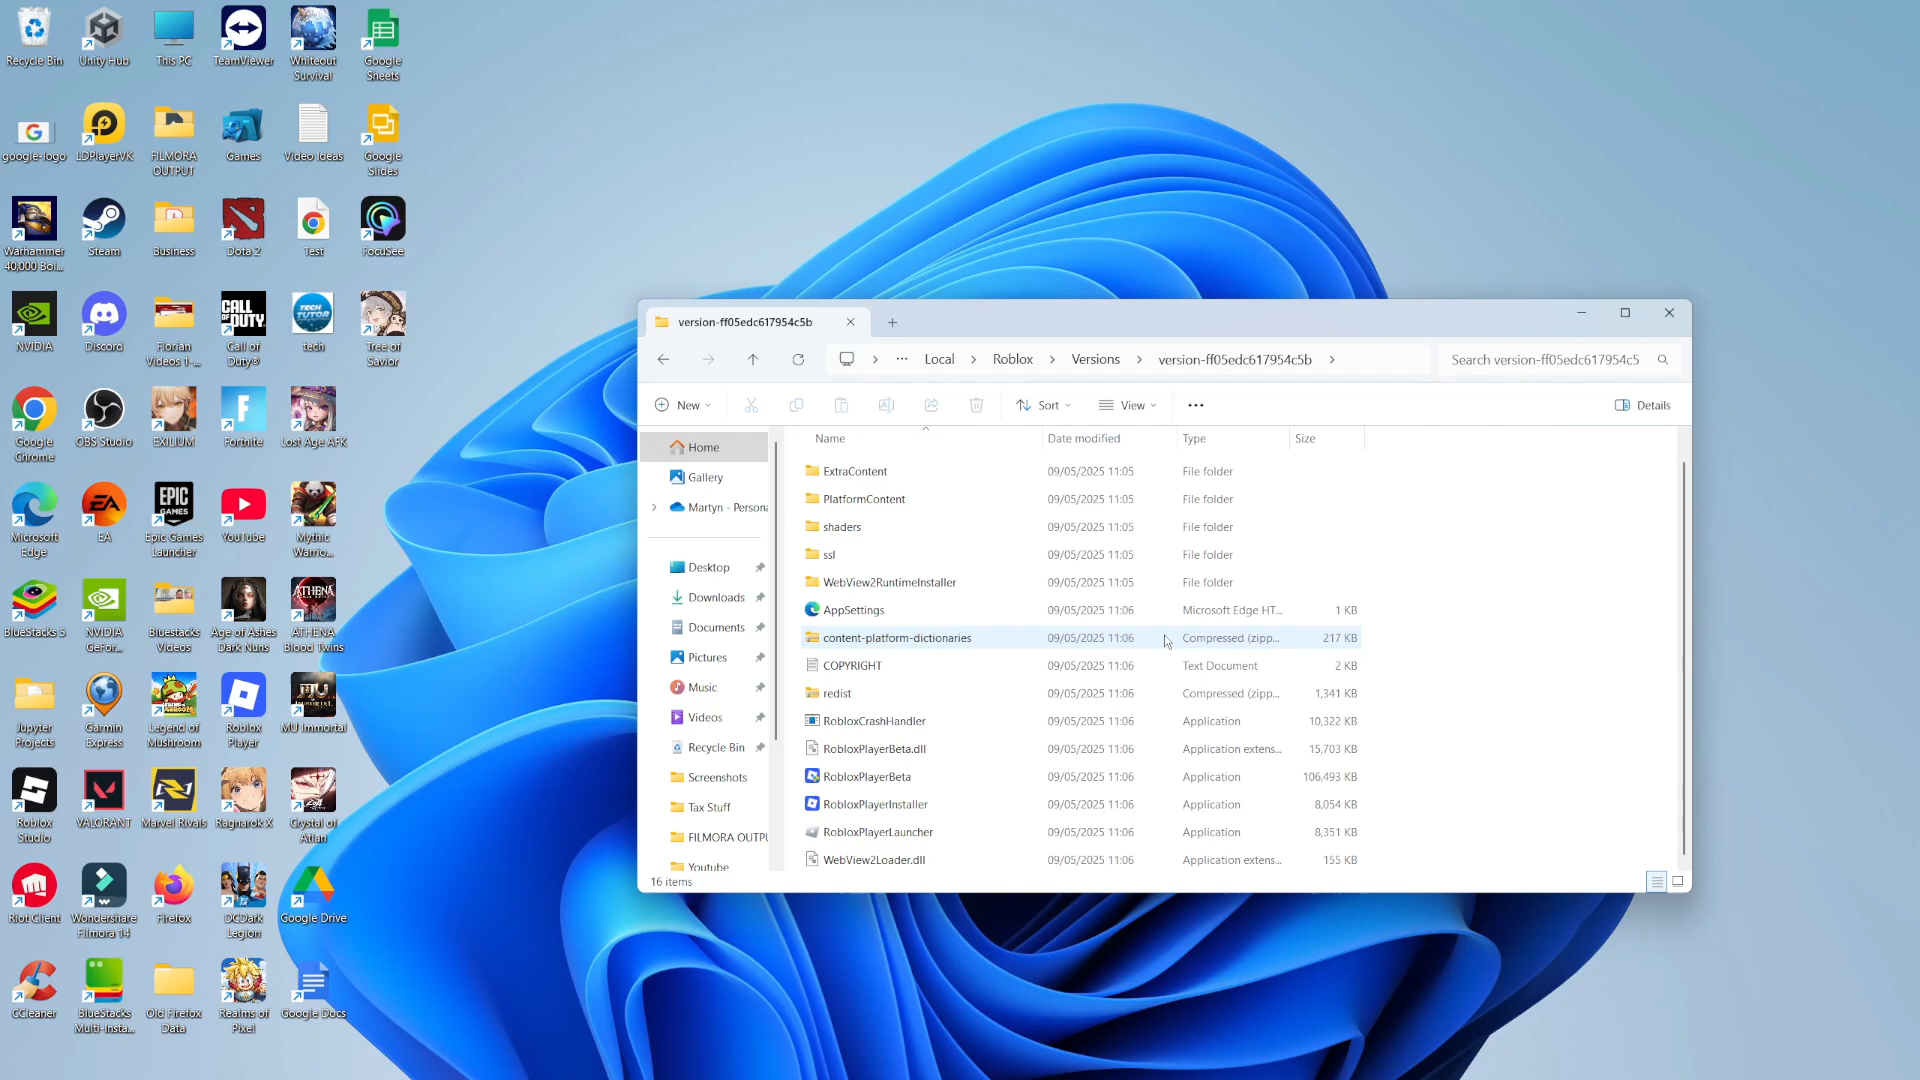 Recycle Bin
Unity Hub
This PC
TeamViewer
Whiteout
Survival
Google
Sheets
google-logo
LDPlayerVK
FILMORA
OUTPUT
Games
Video Ideas
Google
Slides
Warhammer
40,000 Bol...
Steam
Business
Dota 2
Test
FocuSee
NVIDIA
Discord
Florian
Videos 1-...
Call of
Duty®
tech
Tree of
Savior
Google
Chrome
OBS Studio
EXILIUM
Fortnite
Lost Age AFK
Microsoft
Edge
EA
Epic Games
Launcher
YouTube
Mythic
Warrio...
BlueStacks 5
NVIDIA
GeFor...
Bluestacks
Videos
Age of Ashes
Dark Nuns
ATHENA
Blood Twins
Jupyter
Projects
Garmin
Express
Legend of
Mushroom
Roblox
Player
MU Immortal
Roblox
Studio
VALORANT
Marvel Rivals
Ragnarok X
Crystal of
Atlan
Riot Client
Wondershare
Filmora 14
Firefox
DCDark
Legion
Google Drive
CCleaner
BlueStacks
Multi-Insta...
Old Firefox
Data
Realms of
Pixel
Google Docs
version-ff05edc617954c5b
Local
Roblox
Versions
version-ff05edc617954c5b
Search version-ff05edc617954c5
New
Sort
View
Details
Home
Gallery
Martyn - Persona
Desktop
Downloads
Documents
Pictures
Music
Videos
Recycle Bin
Screenshots
Tax Stuff
FILMORA OUTPU
Youtube
Name Date modified Type Size
ExtraContent 09/05/2025 11:05 File folder
PlatformContent 09/05/2025 11:05 File folder
shaders 09/05/2025 11:05 File folder
ssl 09/05/2025 11:05 File folder
WebView2RuntimeInstaller 09/05/2025 11:05 File folder
AppSettings 09/05/2025 11:06 Microsoft Edge HT... 1 KB
content-platform-dictionaries 09/05/2025 11:06 Compressed (zipp... 217 KB
COPYRIGHT 09/05/2025 11:06 Text Document 2 KB
redist 09/05/2025 11:06 Compressed (zipp... 1,341 KB
RobloxCrashHandler 09/05/2025 11:06 Application 10,322 KB
RobloxPlayerBeta.dll 09/05/2025 11:06 Application extens... 15,703 KB
RobloxPlayerBeta 09/05/2025 11:06 Application 106,493 KB
RobloxPlayerInstaller 09/05/2025 11:06 Application 8,054 KB
RobloxPlayerLauncher 09/05/2025 11:06 Application 8,351 KB
WebView2Loader.dll 09/05/2025 11:06 Application extens... 155 KB
16 items